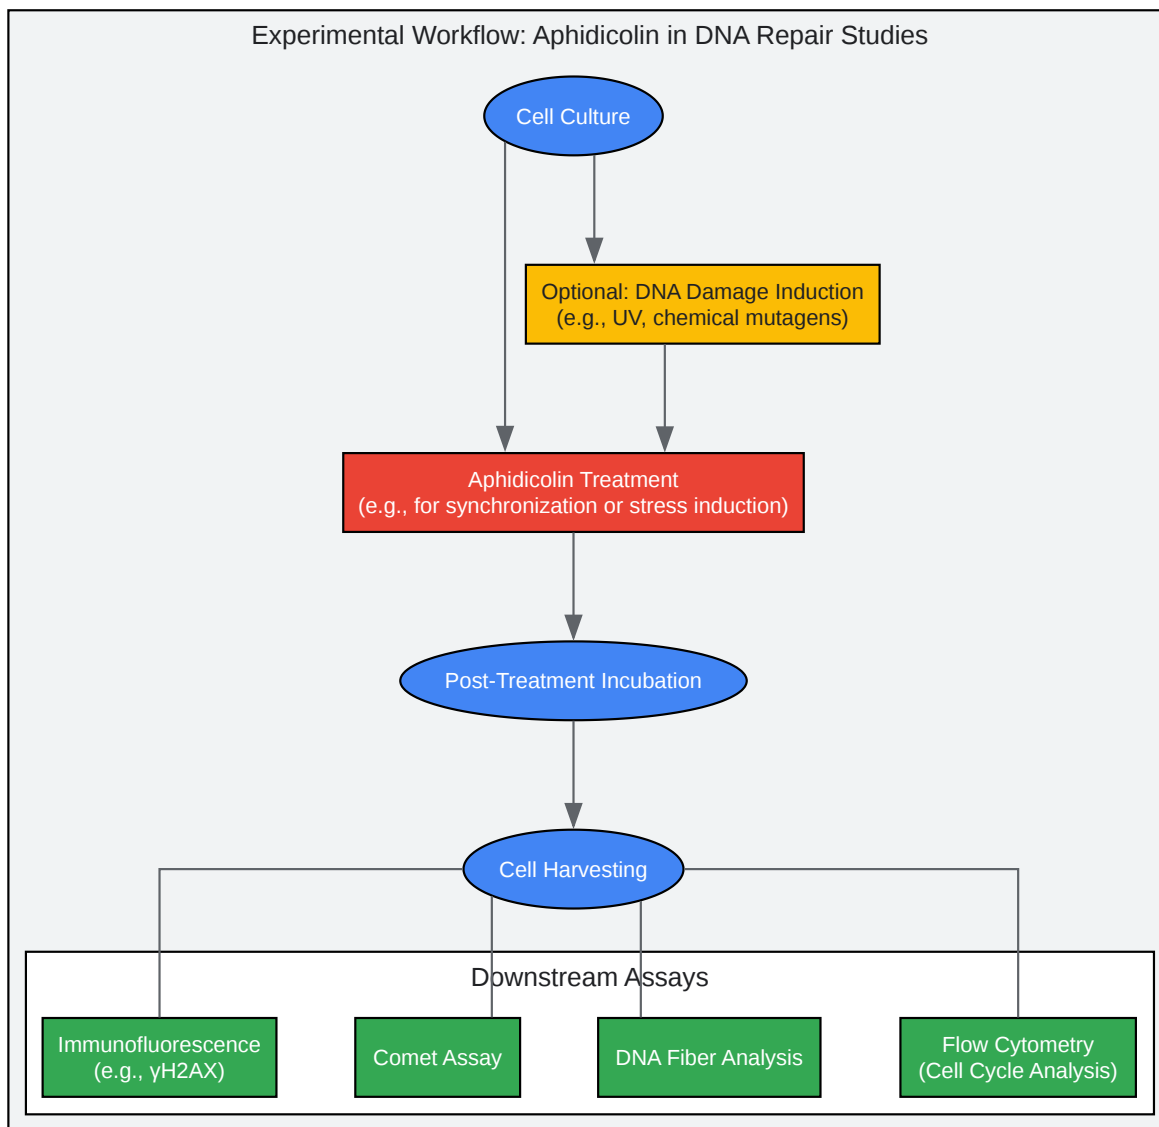 Experimental Workflow: Aphidicolin in DNA Repair Studies
Cell Culture
Optional: DNA Damage Induction
(e.g., UV, chemical mutagens)
Aphidicolin Treatment
(e.g., for synchronization or stress induction)
Post-Treatment Incubation
Cell Harvesting
Downstream Assays
Immunofluorescence
(e.g., γH2AX)
Comet Assay
DNA Fiber Analysis
Flow Cytometry
(Cell Cycle Analysis)